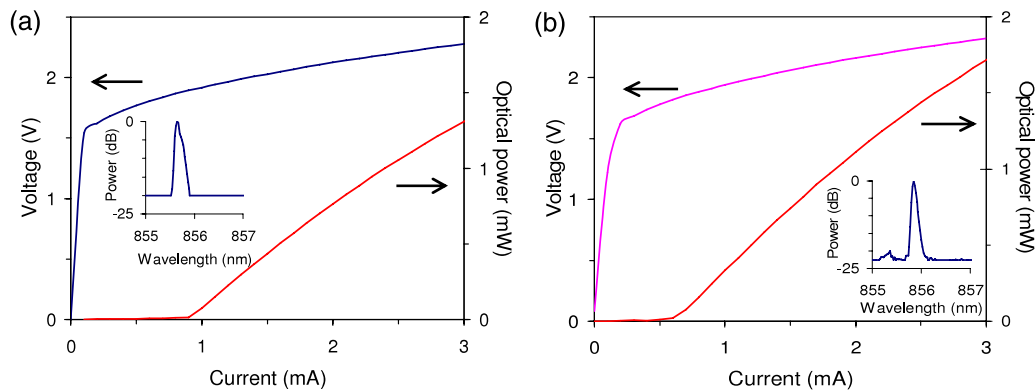 (a)
Voltage (V)
2
1
0
0
1
2
3
Current (mA)
2
1
0
Optical power (mW)
Power (dB)
0
-25
855
856
857
Wavelength (nm)
(b)
Voltage (V)
2
1
0
0
1
2
3
Current (mA)
2
1
0
Optical power (mW)
Power (dB)
0
-25
855
856
857
Wavelength (nm)